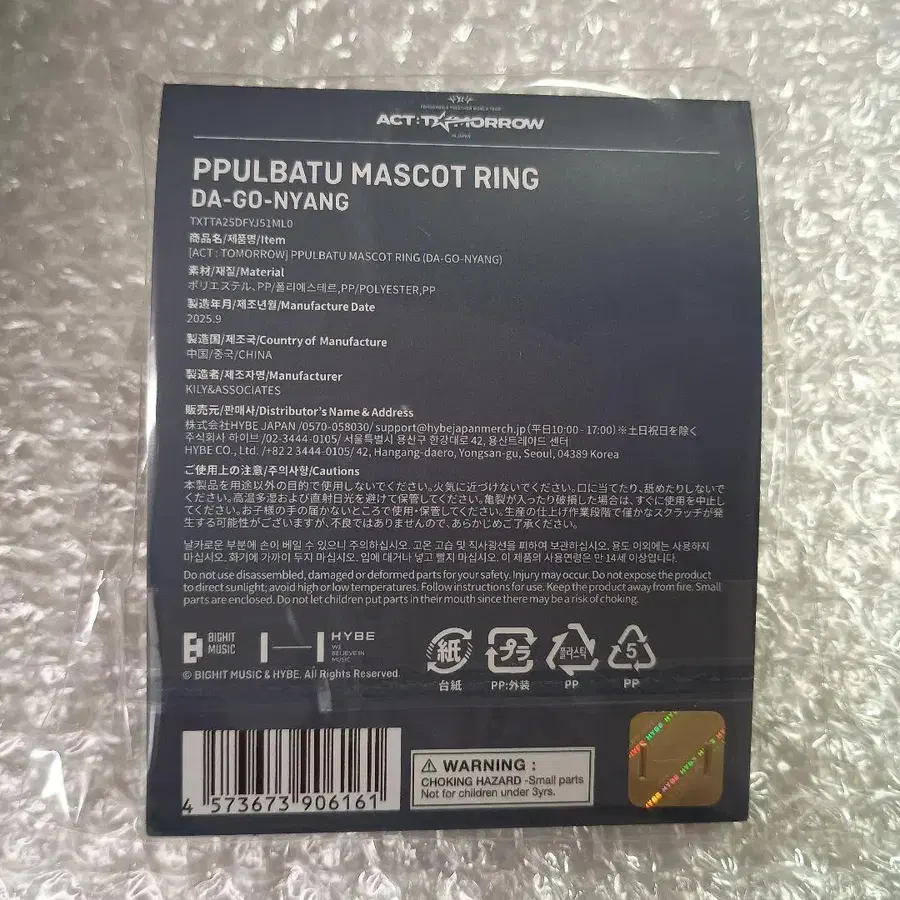 TOMORROW X TOGETHER WORLD TOUR
ACT : TOMORROW
IN JAPAN
PPULBATU MASCOT RING
DA-GO-NYANG
TXTTA25DFYJ51ML0
商品名/제품명/Item
[ACT : TOMORROW] PPULBATU MASCOT RING (DA-GO-NYANG)
素材/재질/Material
ポリエステル、PP/폴리에스테르,PP/POLYESTER,PP
製造年月/제조년월/Manufacture Date
2025.9
製造国/제조국/Country of Manufacture
中国/중국/CHINA
製造者/제조자명/Manufacturer
KILY&ASSOCIATES
販売元/판매사/Distributor's Name & Address
株式会社HYBE JAPAN /0570-058030/ support@hybejapanmerch.jp (平日10:00 - 17:00) ※土日祝日を除く
주식회사 하이브 /02-3444-0105/ 서울특별시 용산구 한강대로 42, 용산트레이드 센터
HYBE CO., Ltd. /+82 2 3444-0105/ 42, Hangang-daero, Yongsan-gu, Seoul, 04389 Korea
ご使用上の注意/주의사항/Cautions
本製品を用途以外の目的で使用しないでください。火気に近づけないでください。口に当てたり、舐めたりしないで
ください。高温多湿および直射日光を避けて保管してください。亀裂が入ったり破損した場合は、すぐに使用を中止し
てください。お子様の手の届かないところで使用・保管してください。生産の仕上げ作業段階で僅かなスクラッチが発
生する可能性がございますが、不良ではありませんので、あらかじめご了承ください。
날카로운 부분에 손이 베일 수 있으니 주의하십시오. 고온 고습 및 직사광선을 피하여 보관하십시오. 용도 이외에는 사용하지
마십시오. 화기에 가까이 두지 마십시오. 입에 대거나 넣고 빨지 마십시오. 이 제품의 사용연령은 만 14세 이상입니다.
Do not use disassembled, damaged or deformed parts for your safety. Injury may occur. Do not expose the product
to direct sunlight; avoid high or low temperatures. Follow instructions for use. Keep the product away from fire. Small
parts are enclosed. Do not let children put parts in their mouth since there may be a risk of choking.
BIGHIT
MUSIC
HYBE
WE
BELIEVE IN
MUSIC
© BIGHIT MUSIC & HYBE. All Rights Reserved.
紙
台紙
プラ
PP:外装
플라스틱
PP
5
PP
4 573673 906161
WARNING :
CHOKING HAZARD -Small parts
Not for children under 3yrs.
HYBE HYBE
HYBE HYBE HYBE
HYBE HYBE